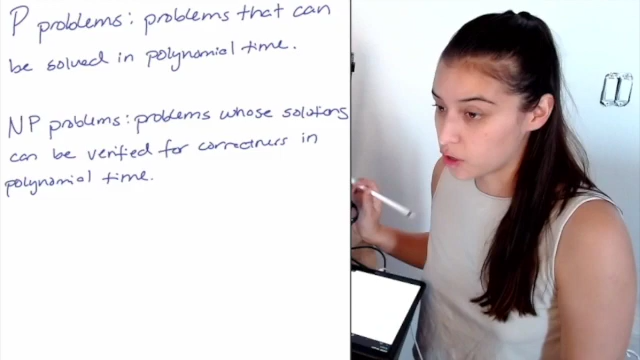 P problems: problems that can
be solved in polynomial time.
NP problems: problems whose solutions
can be verified for correctness in
polynomial time.